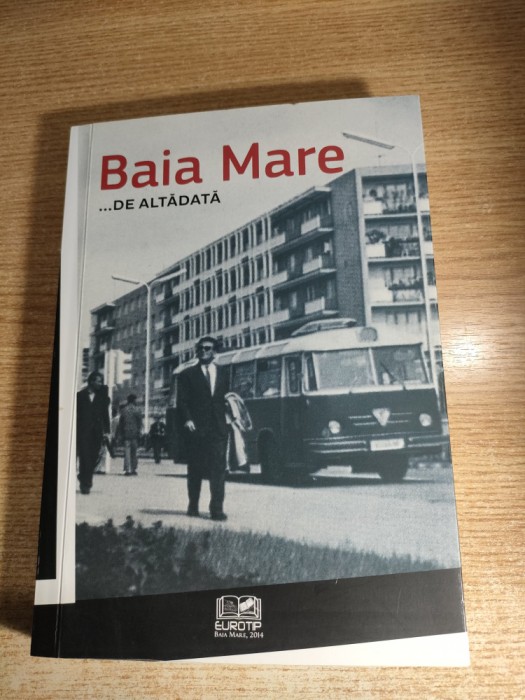 Baia Mare
...DE ALTĂDATĂ
EUROTIP
BAIA MARE, 2014